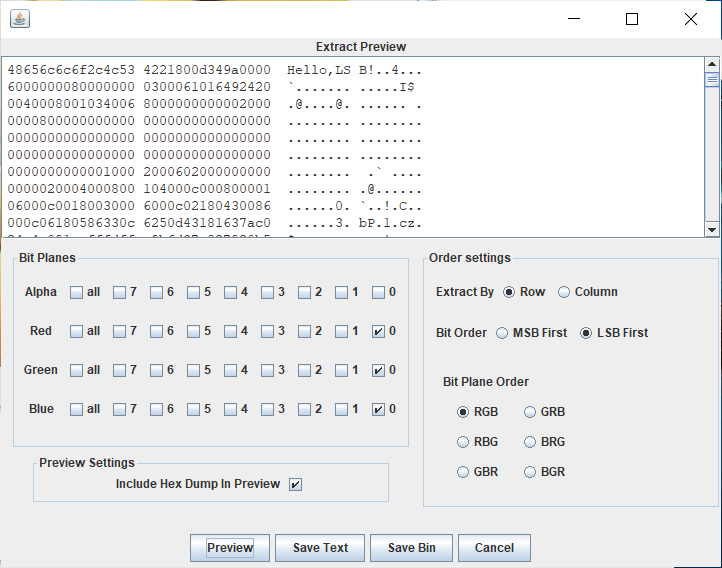 Extract Preview
48656c6c6f2c4c53 4221800d349a0000 Hello,LS B!..4...
6000000080000000 0300061016492420 `....... .....I$
0040008001034006 8000000000002000 .@....@. ...... .
0000800000000000 0000000000000000 ........ ........
0000000000000000 0000000000000000 ........ ........
0000000000000000 0000000000000000 ........ ........
0000000000001000 2000602000000000 ........ .` ....
0000020004000800 104000c000800001 ........ .@......
06000c0018003000 6000c02180430086 ......0. `..!.C..
000c06180586330c 6250d43181637ac0 ......3. bP.1.cz.
Bit Planes
Alpha all 7 6 5 4 3 2 1 0
Red all 7 6 5 4 3 2 1 0
Green all 7 6 5 4 3 2 1 0
Blue all 7 6 5 4 3 2 1 0
Preview Settings
Include Hex Dump In Preview
Order settings
Extract By Row Column
Bit Order MSB First LSB First
Bit Plane Order
RGB GRB
RBG BRG
GBR BGR
Preview Save Text Save Bin Cancel